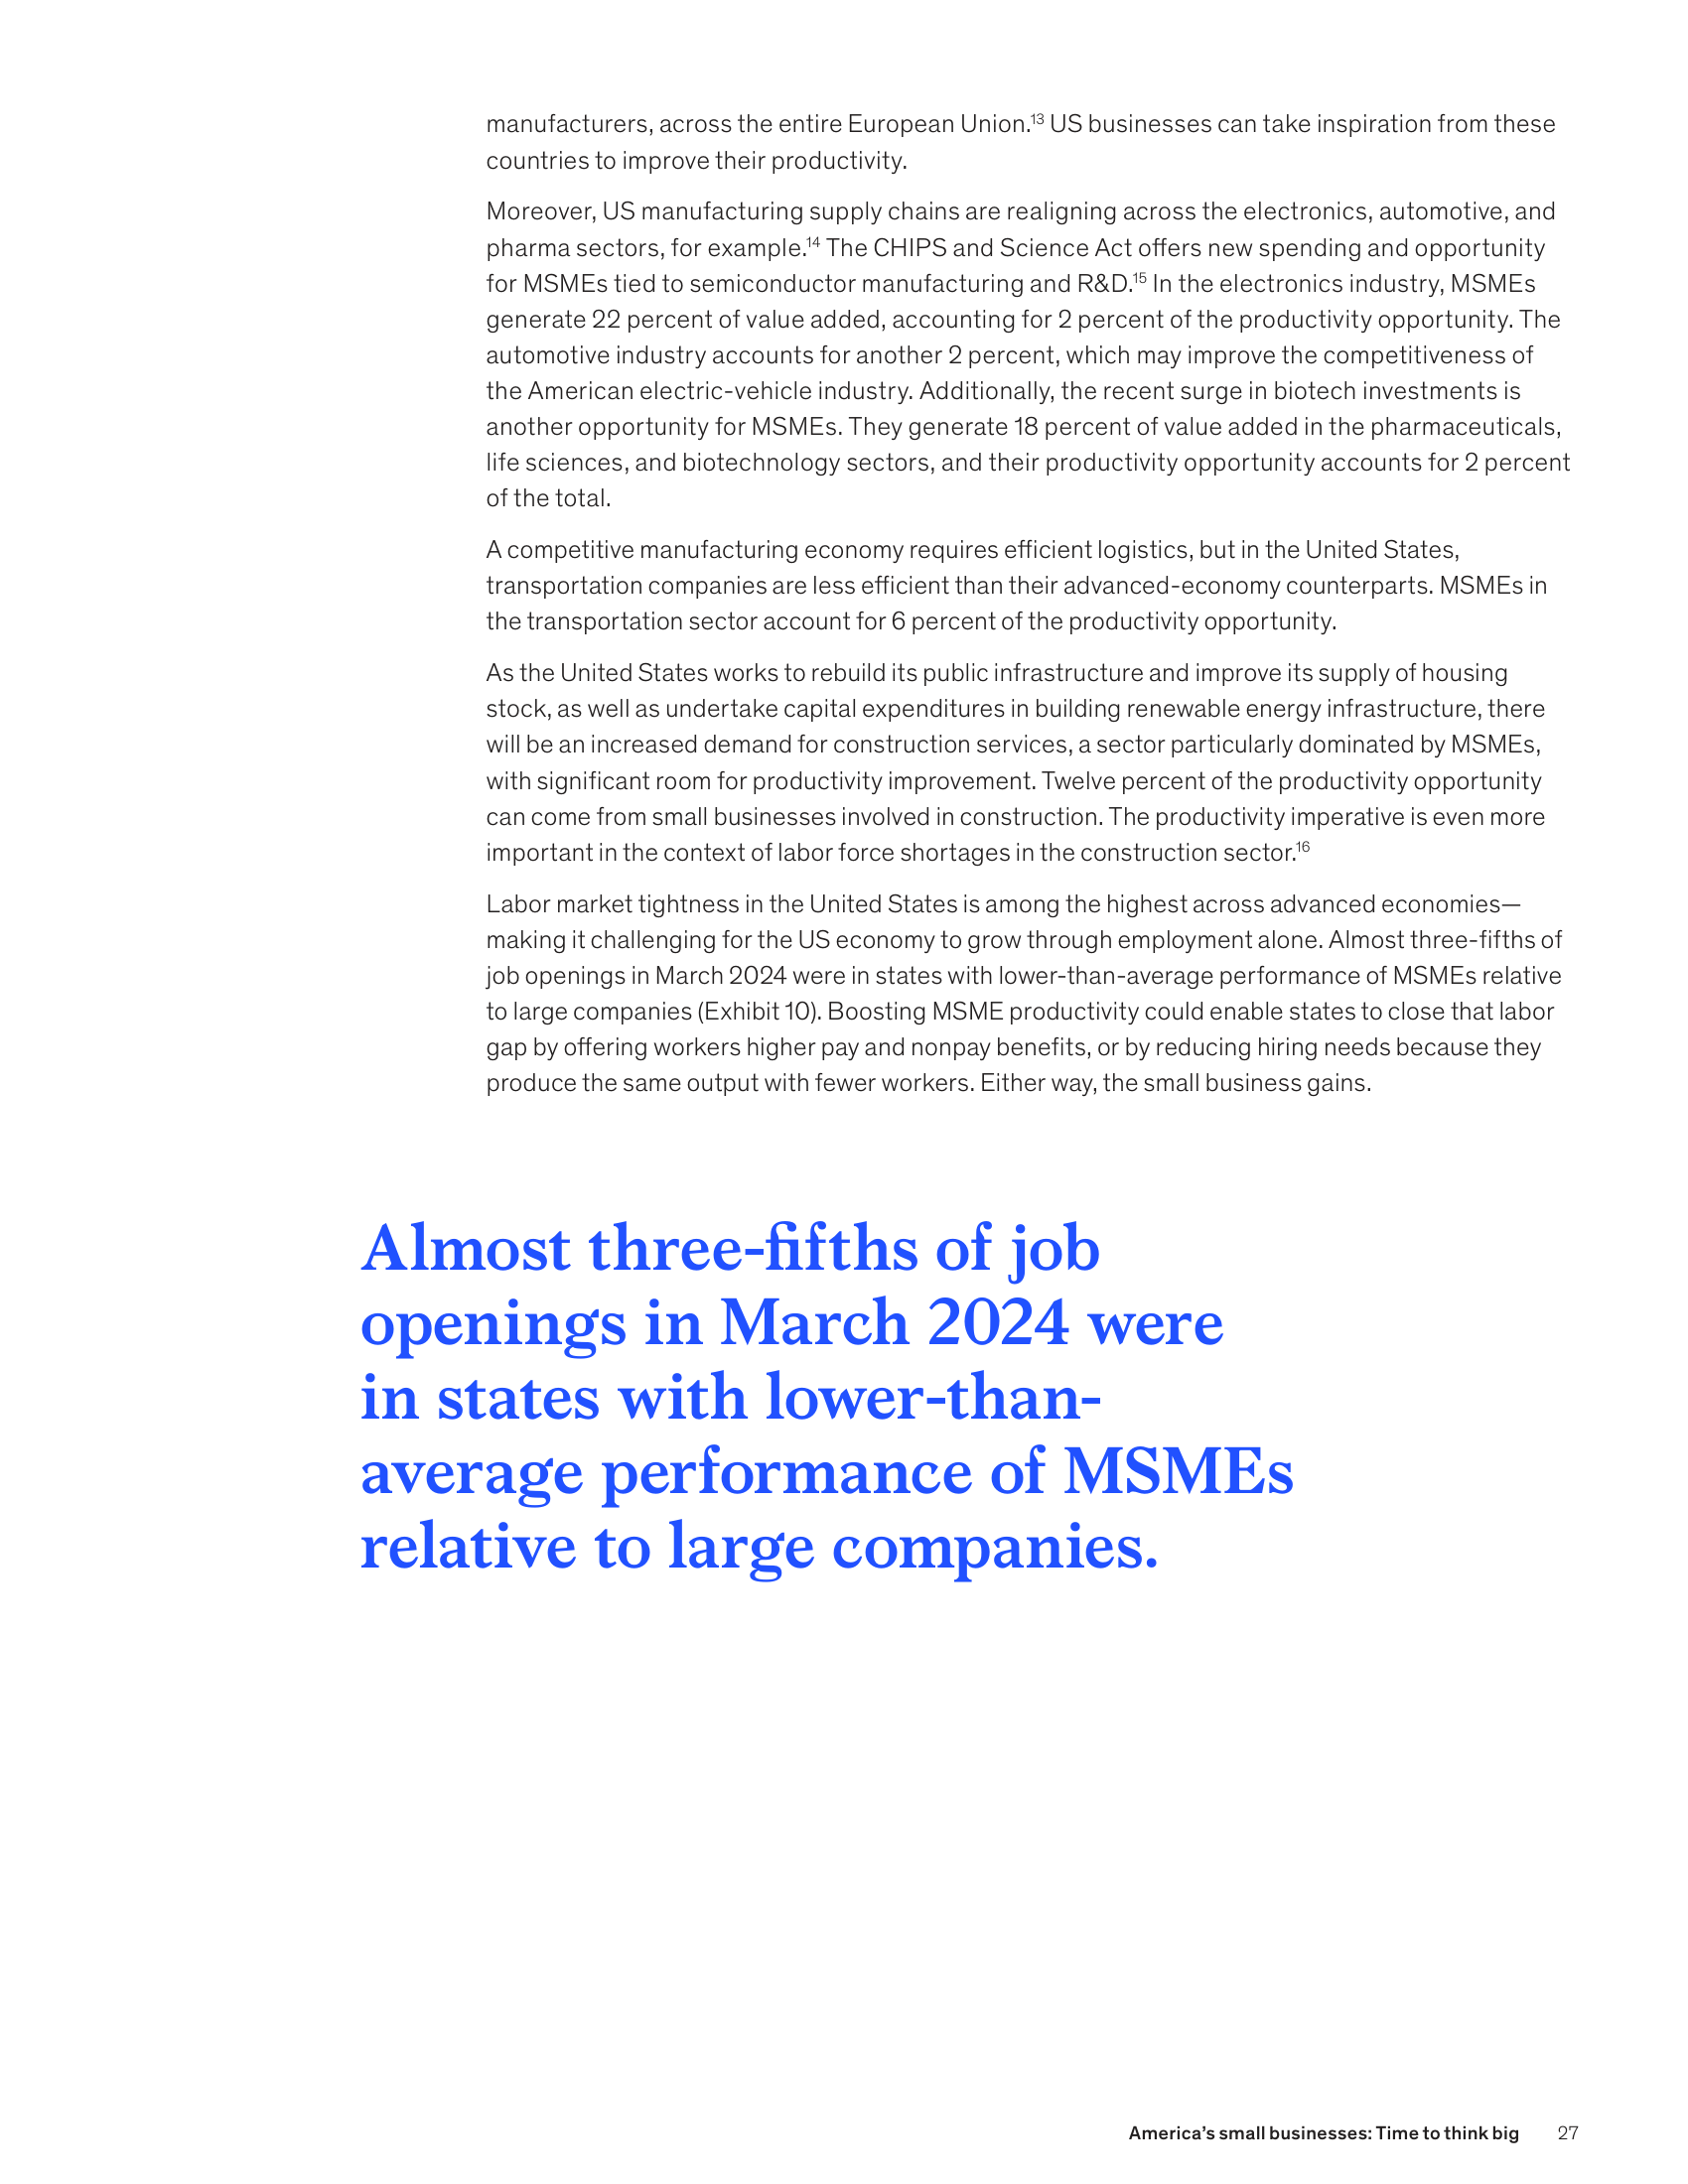 manufacturers, across the entire European Union.¹³ US businesses can take inspiration from these
countries to improve their productivity.
Moreover, US manufacturing supply chains are realigning across the electronics, automotive, and
pharma sectors, for example.¹⁴ The CHIPS and Science Act offers new spending and opportunity
for MSMEs tied to semiconductor manufacturing and R&D.¹⁵ In the electronics industry, MSMEs
generate 22 percent of value added, accounting for 2 percent of the productivity opportunity. The
automotive industry accounts for another 2 percent, which may improve the competitiveness of
the American electric-vehicle industry. Additionally, the recent surge in biotech investments is
another opportunity for MSMEs. They generate 18 percent of value added in the pharmaceuticals,
life sciences, and biotechnology sectors, and their productivity opportunity accounts for 2 percent
of the total.
A competitive manufacturing economy requires efficient logistics, but in the United States,
transportation companies are less efficient than their advanced-economy counterparts. MSMEs in
the transportation sector account for 6 percent of the productivity opportunity.
As the United States works to rebuild its public infrastructure and improve its supply of housing
stock, as well as undertake capital expenditures in building renewable energy infrastructure, there
will be an increased demand for construction services, a sector particularly dominated by MSMEs,
with significant room for productivity improvement. Twelve percent of the productivity opportunity
can come from small businesses involved in construction. The productivity imperative is even more
important in the context of labor force shortages in the construction sector.¹⁶
Labor market tightness in the United States is among the highest across advanced economies—
making it challenging for the US economy to grow through employment alone. Almost three-fifths of
job openings in March 2024 were in states with lower-than-average performance of MSMEs relative
to large companies (Exhibit 10). Boosting MSME productivity could enable states to close that labor
gap by offering workers higher pay and nonpay benefits, or by reducing hiring needs because they
produce the same output with fewer workers. Either way, the small business gains.
Almost three-fifths of job
openings in March 2024 were
in states with lower-than-
average performance of MSMEs
relative to large companies.
America's small businesses: Time to think big 27